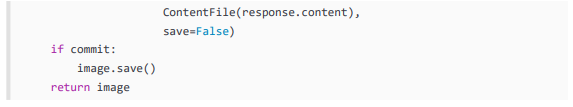 ContentFile(response.content),
save=False)
if commit:
image.save()
return image